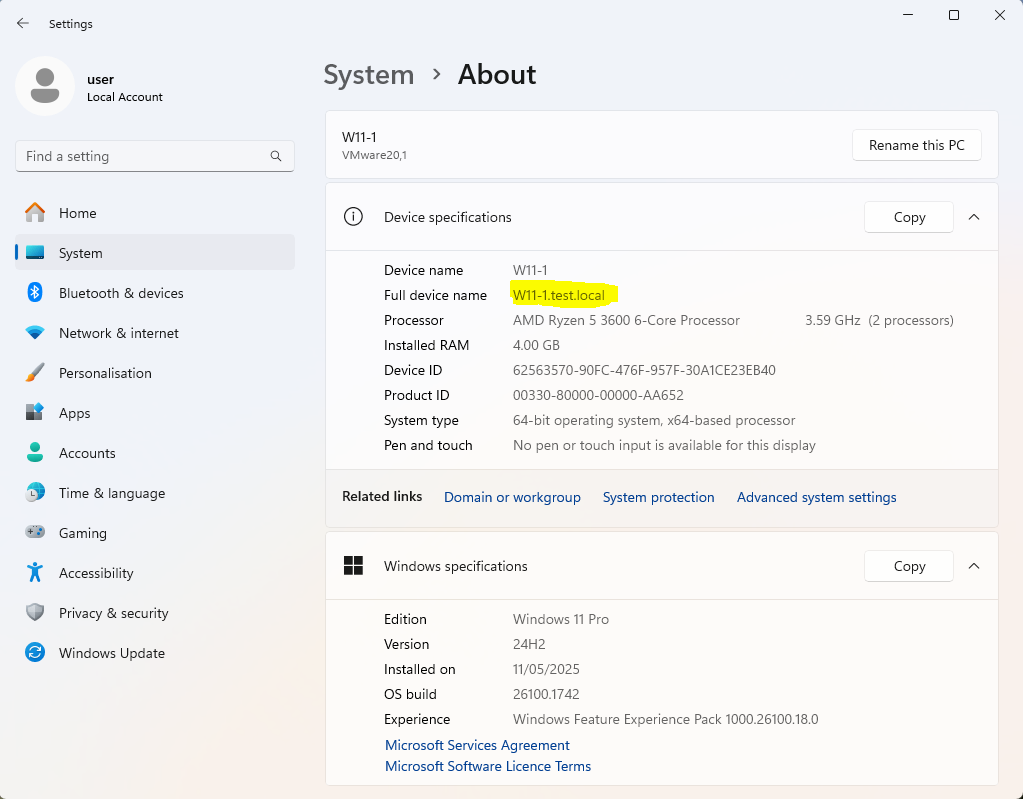 Settings
user
Local Account
Find a setting
Home
System
Bluetooth & devices
Network & internet
Personalisation
Apps
Accounts
Time & language
Gaming
Accessibility
Privacy & security
Windows Update
System > About
W11-1
VMware20,1
Rename this PC
Device specifications
Copy
Device name W11-1
Full device name W11-1.test.local
Processor AMD Ryzen 5 3600 6-Core Processor 3.59 GHz (2 processors)
Installed RAM 4.00 GB
Device ID 62563570-90FC-476F-957F-30A1CE23EB40
Product ID 00330-80000-00000-AA652
System type 64-bit operating system, x64-based processor
Pen and touch No pen or touch input is available for this display
Related links Domain or workgroup System protection Advanced system settings
Windows specifications
Copy
Edition Windows 11 Pro
Version 24H2
Installed on 11/05/2025
OS build 26100.1742
Experience Windows Feature Experience Pack 1000.26100.18.0
Microsoft Services Agreement
Microsoft Software Licence Terms